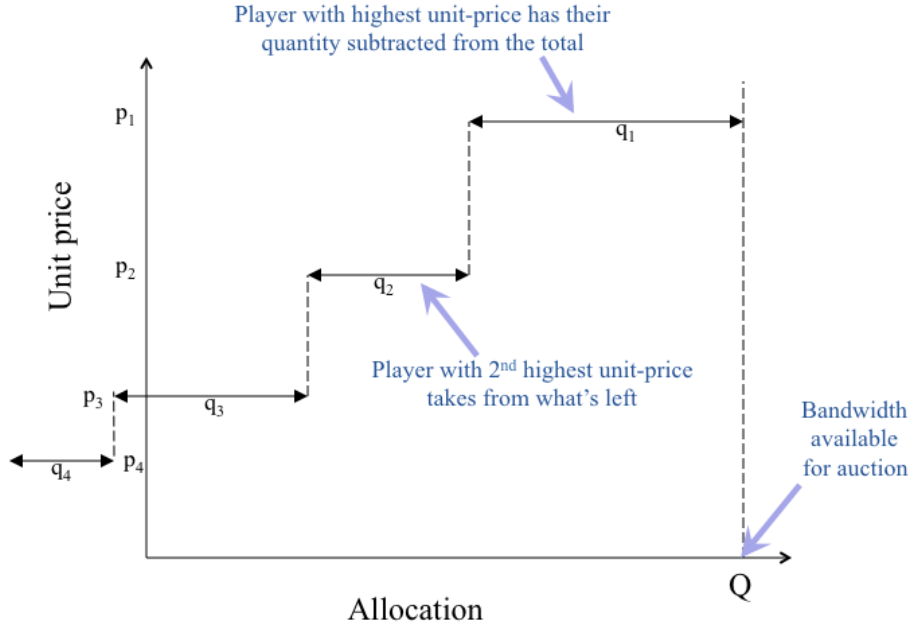 Player with highest unit-price has their
quantity subtracted from the total
p1
q1
Unit price
p2
q2
Player with 2nd highest unit-price
takes from what's left
p3
q3
Bandwidth
available
for auction
q4
p4
Q
Allocation